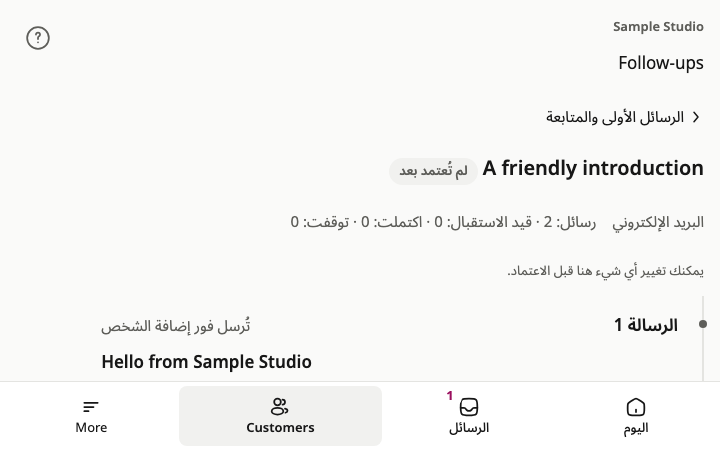 Sample Studio
Follow-ups
الرسائل الأولى والمتابعة
A friendly introduction لم تُعتمد بعد
البريد الإلكتروني رسائل: 2 · قيد الاستقبال: 0 · اكتملت: 0 · توقفت: 0
يمكنك تغيير أي شيء هنا قبل الاعتماد.
الرسالة 1 تُرسل فور إضافة الشخص
Hello from Sample Studio
اليوم
1 الرسائل
Customers
More